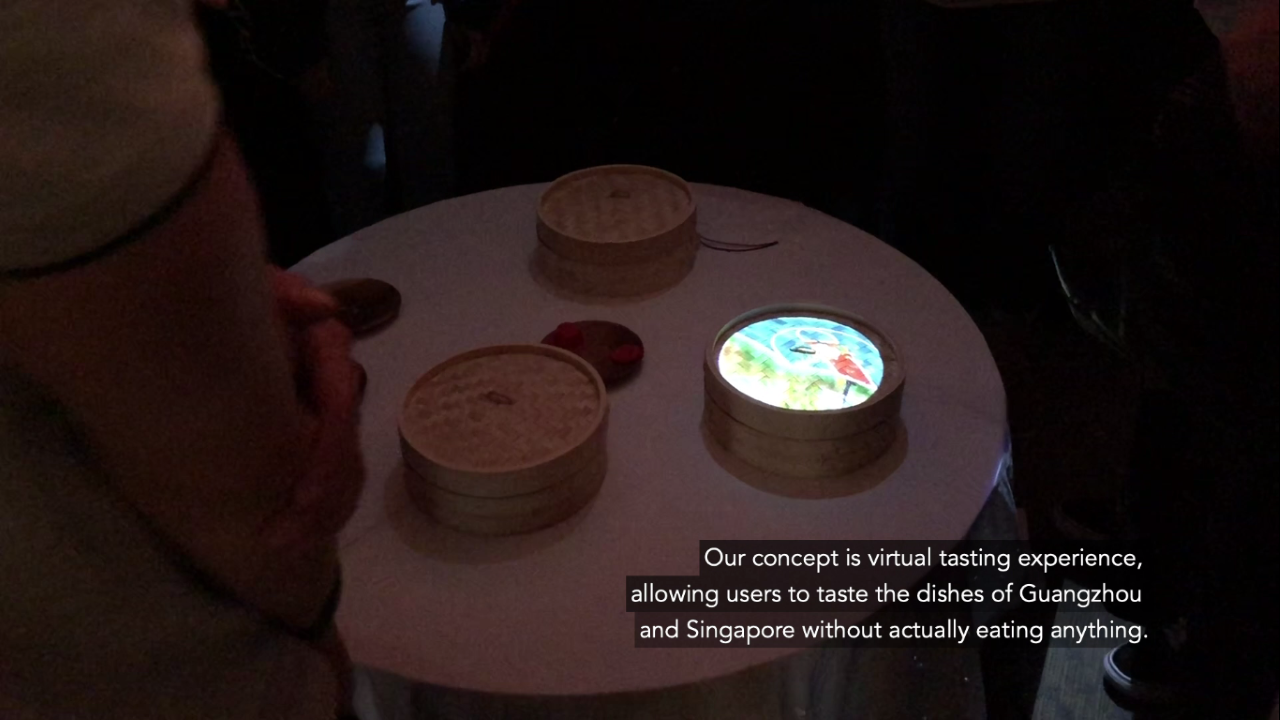 Our concept is virtual tasting experience,
allowing users to taste the dishes of Guangzhou
and Singapore without actually eating anything.